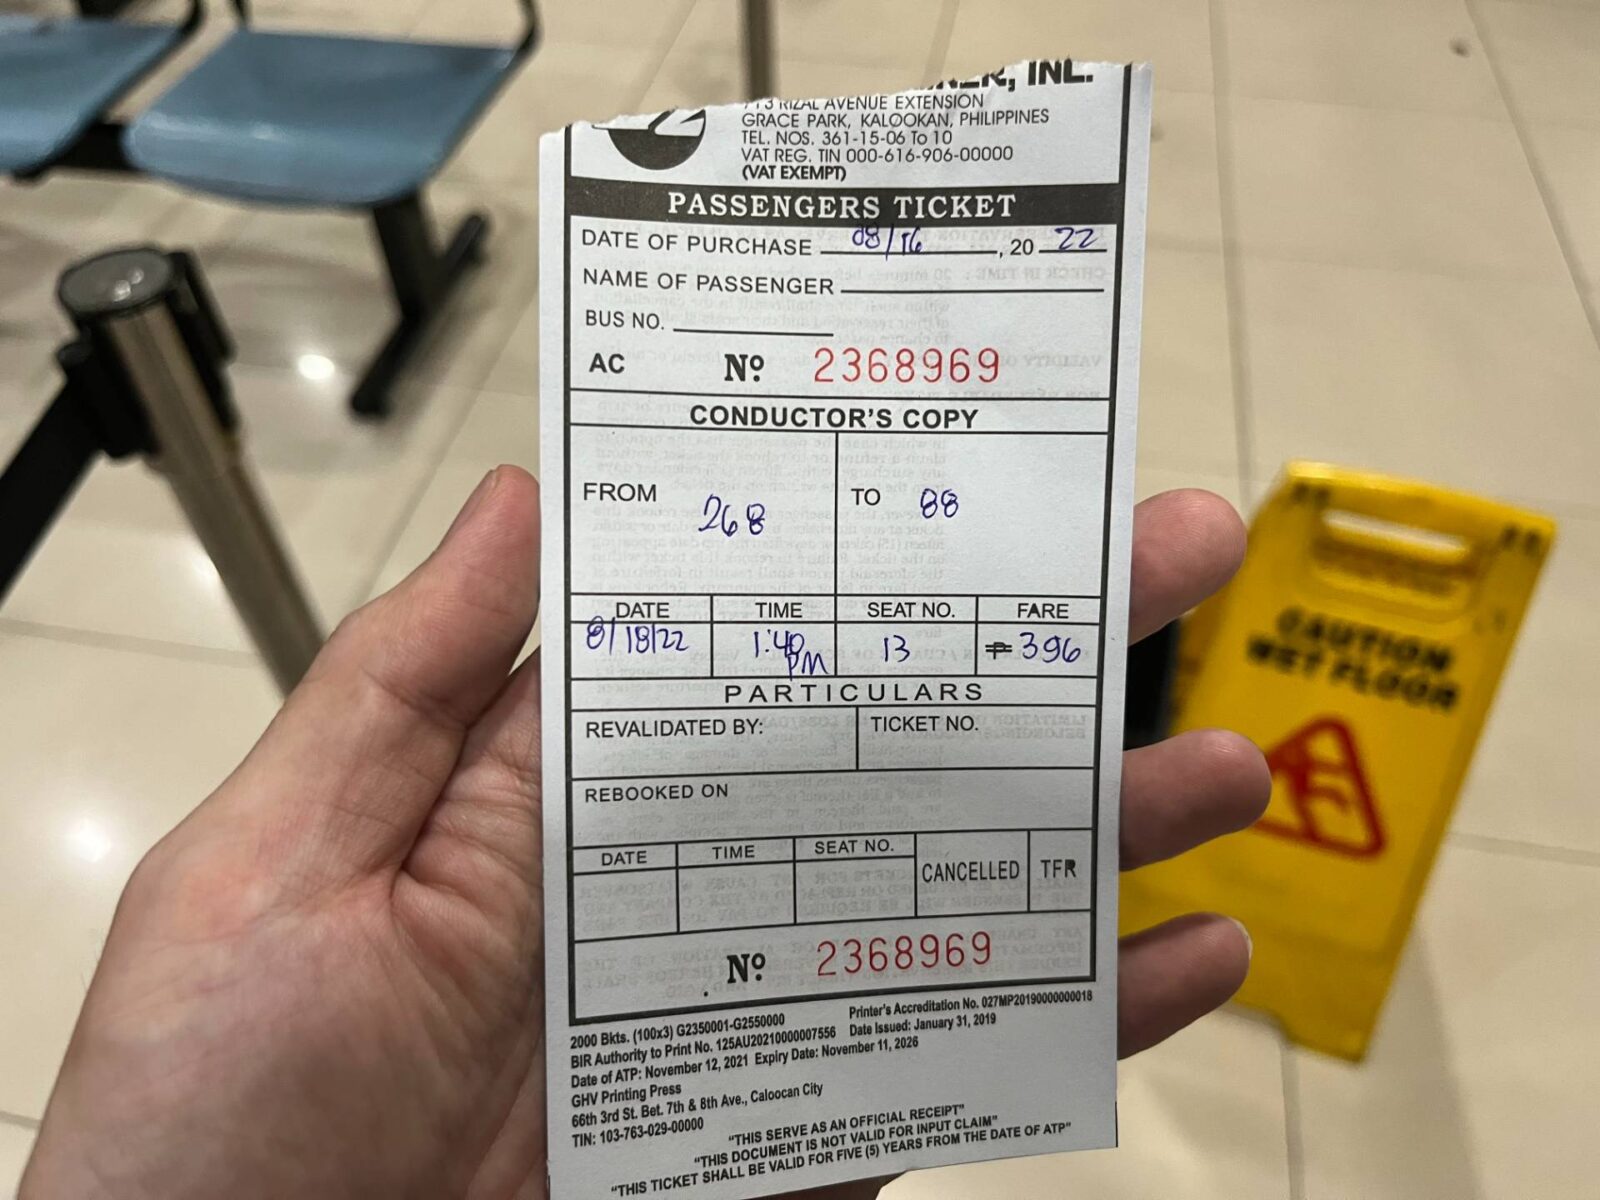 INC.
713 RIZAL AVENUE EXTENSION
GRACE PARK, KALOOKAN, PHILIPPINES
TEL. NOS. 361-15-06 To 10
VAT REG. TIN 000-616-906-00000
(VAT EXEMPT)
PASSENGERS TICKET
DATE OF PURCHASE 08/16, 20 22
NAME OF PASSENGER
BUS NO.
AC Nº 2368969
CONDUCTOR'S COPY
FROM 268 TO 88
DATE TIME SEAT NO. FARE
8/18/22 1:40 PM 13 ₱ 396
PARTICULARS
REVALIDATED BY: TICKET NO.
REBOOKED ON
DATE TIME SEAT NO. CANCELLED TFR
Nº 2368969
2000 Bkts. (100x3) G2350001-G2550000
BIR Authority to Print No. 125AU20210000007556
Date of ATP: November 12, 2021 Expiry Date: November 11, 2026
GHV Printing Press
66th 3rd St. Bet. 7th & 8th Ave., Caloocan City
TIN: 103-763-029-00000
Printer's Accreditation No. 027MP20190000000018
Date Issued: January 31, 2019
"THIS SERVE AS AN OFFICIAL RECEIPT"
"THIS DOCUMENT IS NOT VALID FOR INPUT CLAIM"
"THIS TICKET SHALL BE VALID FOR FIVE (5) YEARS FROM THE DATE OF ATP"
CAUTION
WET FLOOR